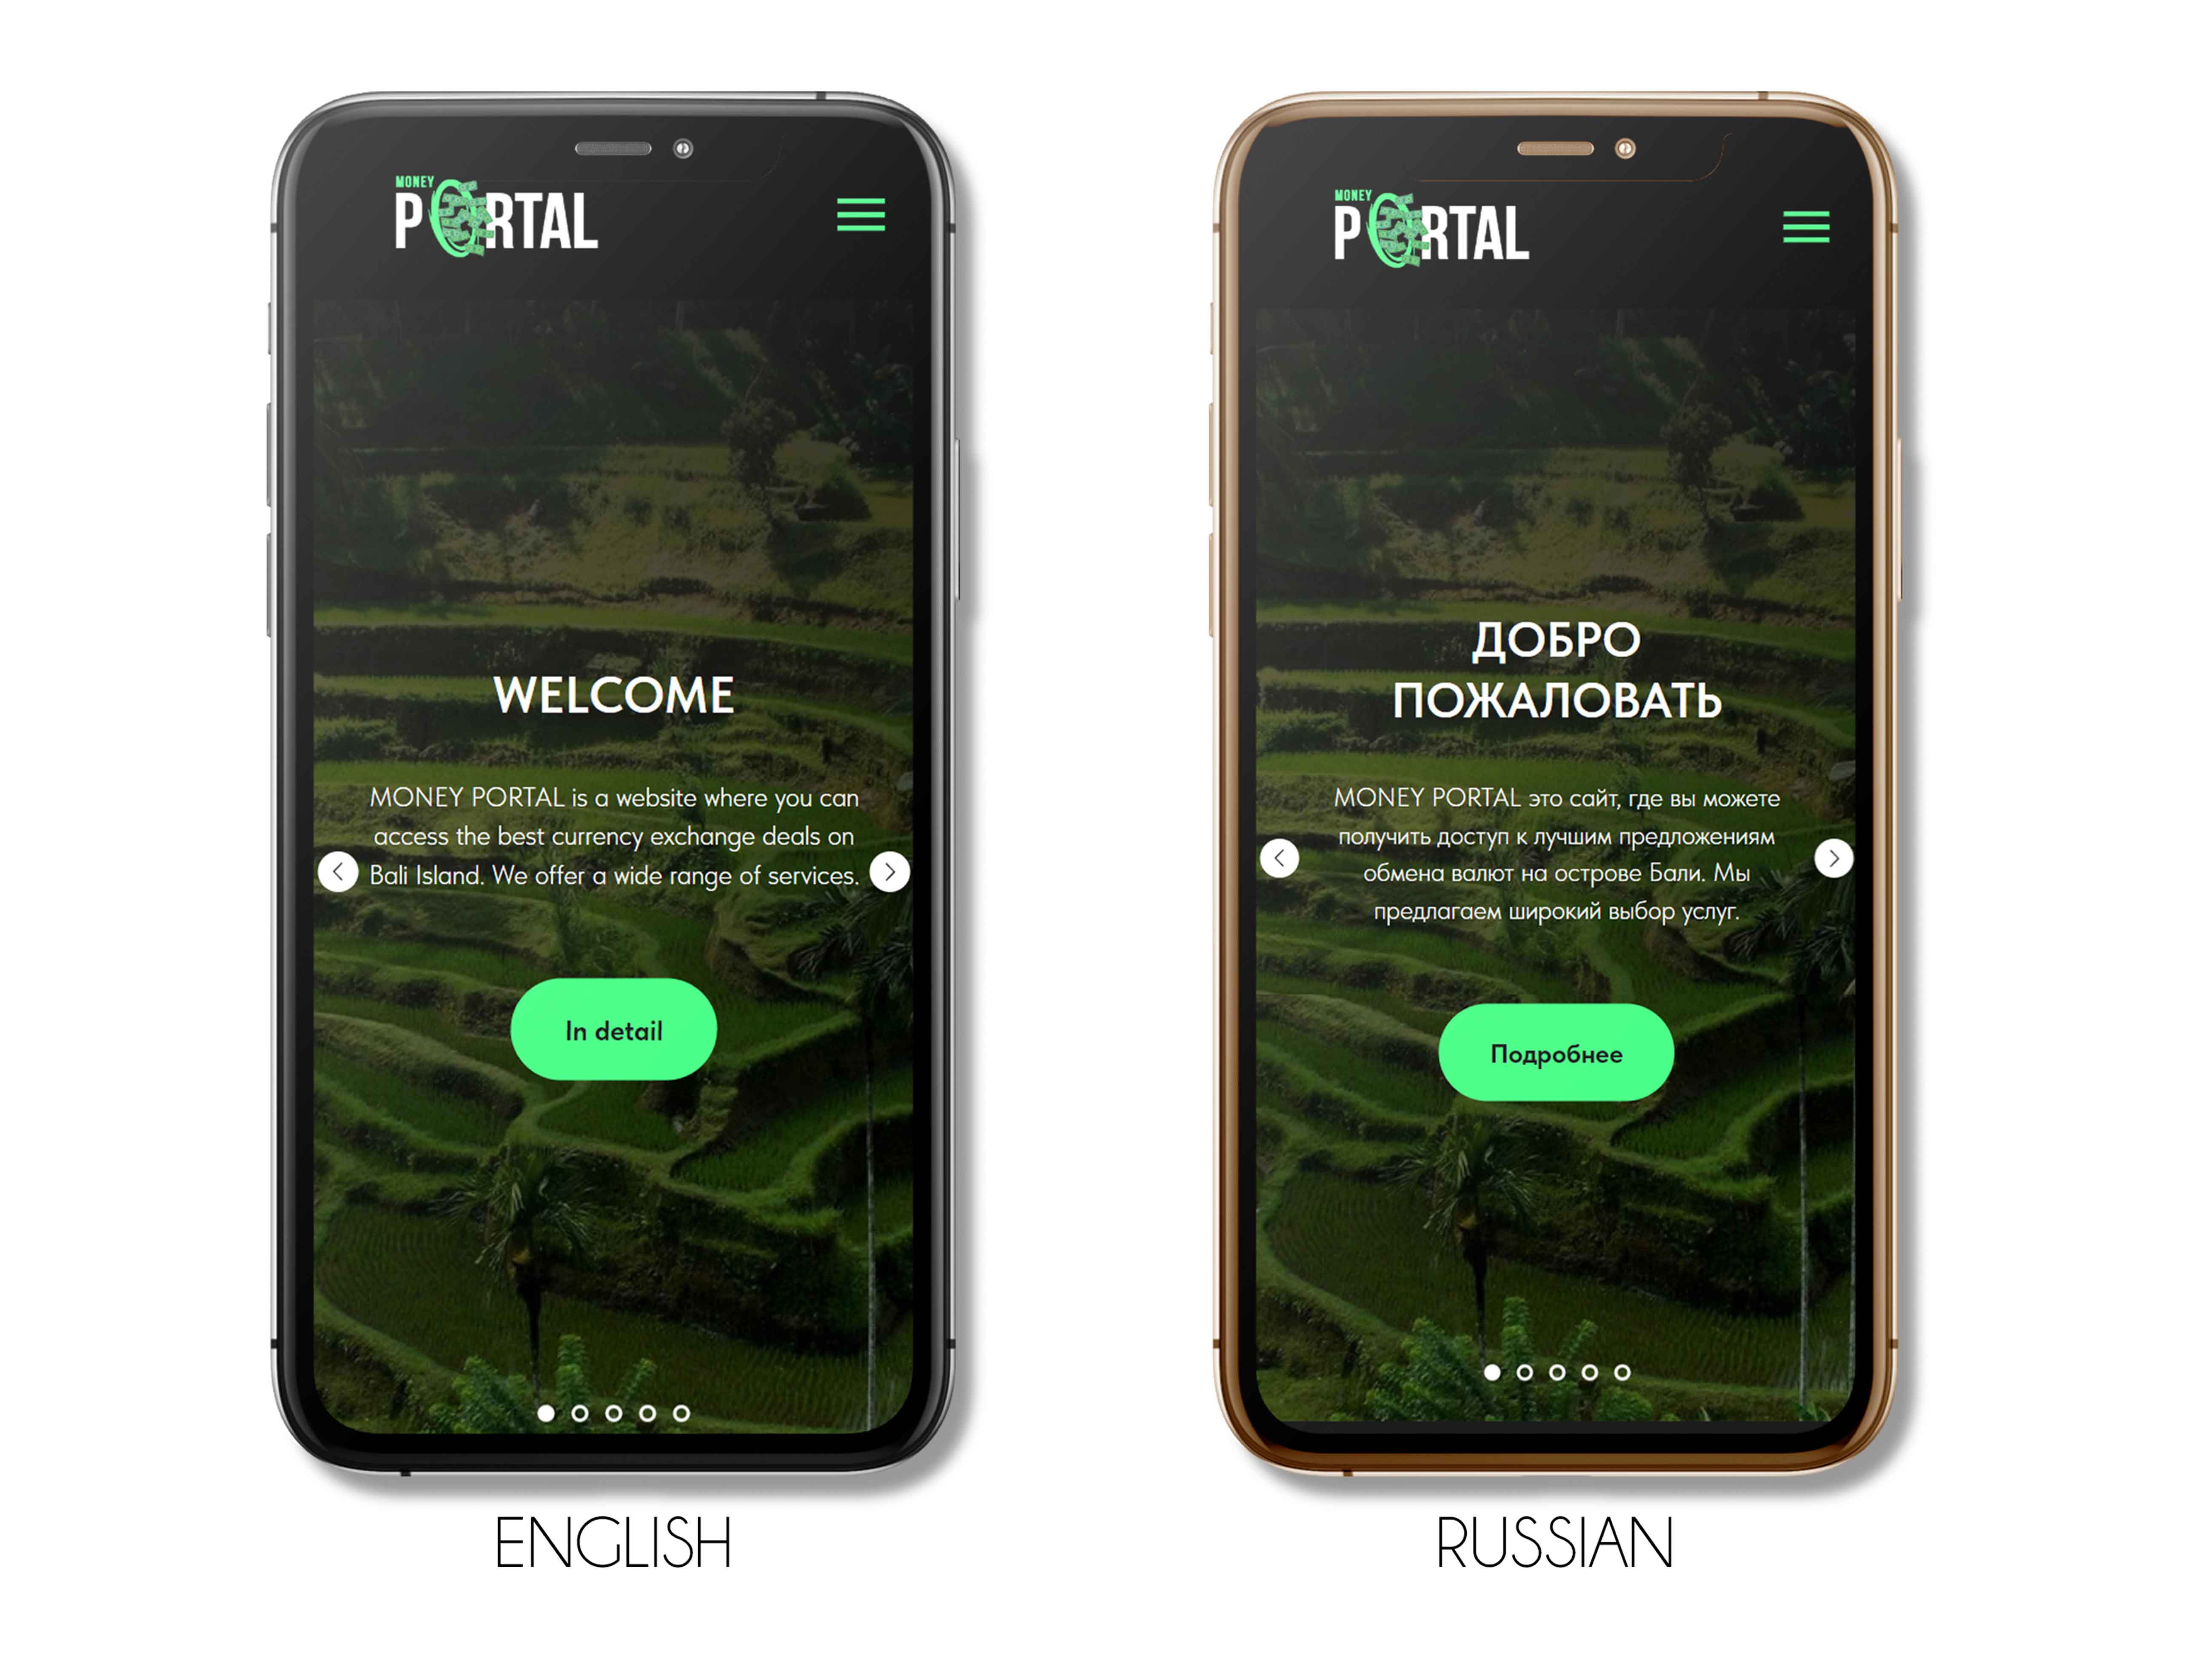 MONEY
PORTAL
WELCOME
MONEY PORTAL is a website where you can
access the best currency exchange deals on
Bali Island. We offer a wide range of services.
In detail
ENGLISH
MONEY
PORTAL
ДОБРО
ПОЖАЛОВАТЬ
MONEY PORTAL это сайт, где вы можете
получить доступ к лучшим предложениям
обмена валют на острове Бали. Мы
предлагаем широкий выбор услуг.
Подробнее
RUSSIAN